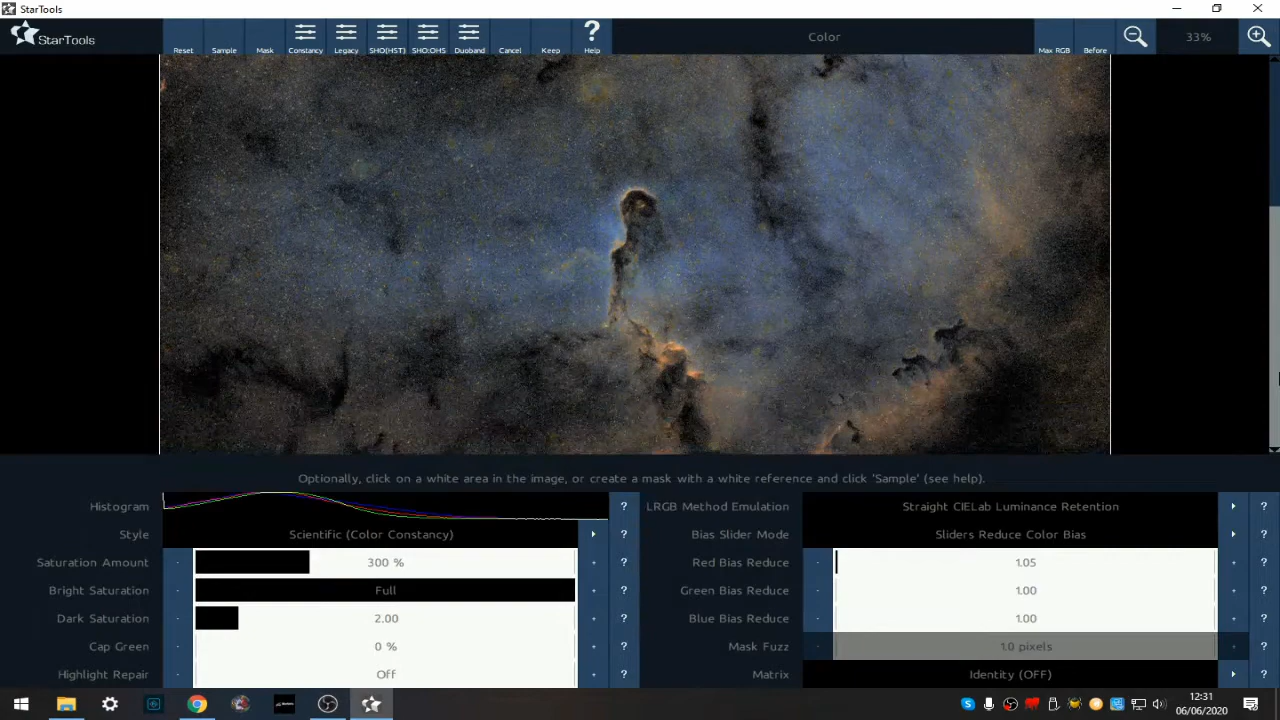 StarTools
StarTools
Reset
Sample
Mask
Constancy
Legacy
SHO(HST)
SHO:OHS
Duoband
Cancel
Keep
?
Help
Color
Max RGB
Before
33%
Optionally, click on a white area in the image, or create a mask with a white reference and click 'Sample' (see help).
Histogram ?
Style Scientific (Color Constancy) ?
Saturation Amount - 300 % + ?
Bright Saturation - Full + ?
Dark Saturation - 2.00 + ?
Cap Green - 0 % + ?
Highlight Repair - Off + ?
LRGB Method Emulation Straight CIELab Luminance Retention ?
Bias Slider Mode Sliders Reduce Color Bias ?
Red Bias Reduce - 1.05 + ?
Green Bias Reduce - 1.00 + ?
Blue Bias Reduce - 1.00 + ?
Mask Fuzz - 1.0 pixels + ?
Matrix Identity (OFF) ?
12:31
06/06/2020